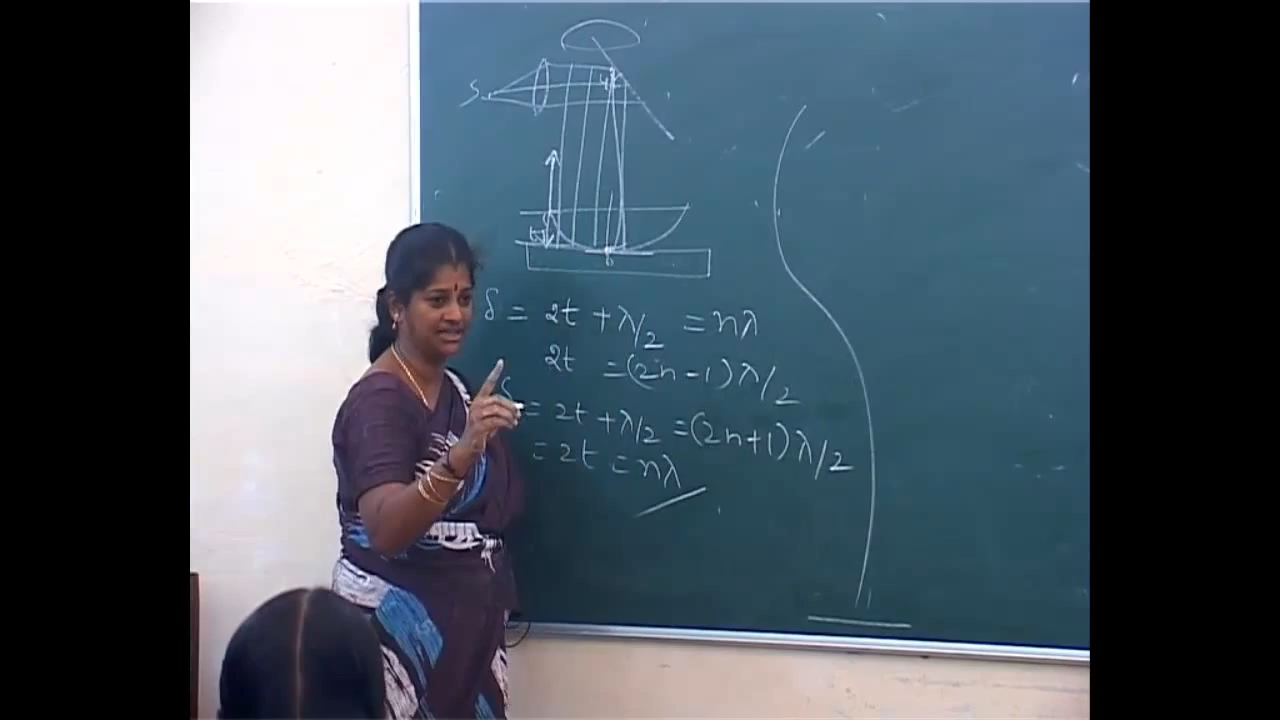 S
δ = 2t + λ/2 = nλ
2t = (2n - 1) λ/2
δ = 2t + λ/2 = (2n + 1) λ/2
= 2t = nλ